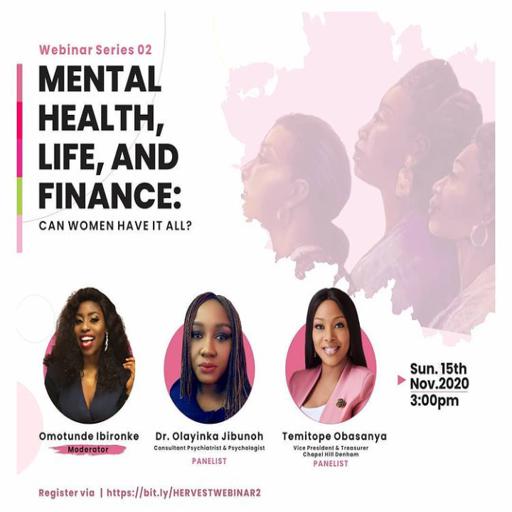 Webinar Series 02
MENTAL
HEALTH,
LIFE, AND
FINANCE:
CAN WOMEN HAVE IT ALL?
Omotunde Ibironke
Moderator
Dr. Olayinka Jibunoh
Consultant Psychiatrist & Psychologist
PANELIST
Temitope Obasanya
Vice President & Treasurer
Chapel Hill Denham
PANELIST
Sun. 15th
Nov.2020
3:00pm
Register via | https://bit.ly/HERVESTWEBINAR2